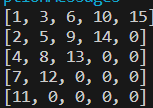 ptionMessages
[1, 3, 6, 10, 15]
[2, 5, 9, 14, 0]
[4, 8, 13, 0, 0]
[7, 12, 0, 0, 0]
[11, 0, 0, 0, 0]